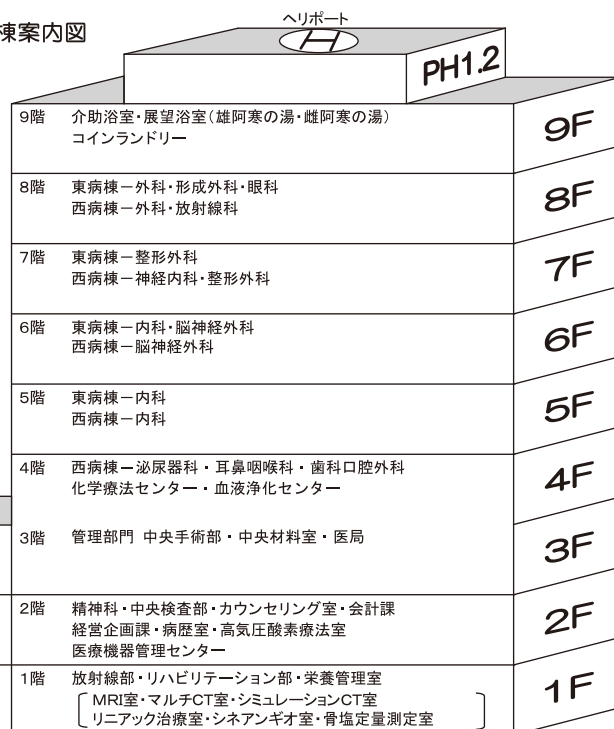 棟案内図
ヘリポート
H
PH1.2
9階 介助浴室・展望浴室(雄阿寒の湯・雌阿寒の湯)
コインランドリー
9F
8階 東病棟－外科・形成外科・眼科
西病棟－外科・放射線科
8F
7階 東病棟－整形外科
西病棟－神経内科・整形外科
7F
6階 東病棟－内科・脳神経外科
西病棟－脳神経外科
6F
5階 東病棟－内科
西病棟－内科
5F
4階 西病棟－泌尿器科・耳鼻咽喉科・歯科口腔外科
化学療法センター・血液浄化センター
4F
3階 管理部門 中央手術部・中央材料室・医局
3F
2階 精神科・中央検査部・カウンセリング室・会計課
経営企画課・病歴室・高気圧酸素療法室
医療機器管理センター
2F
1階 放射線部・リハビリテーション部・栄養管理室
MRI室・マルチCT室・シミュレーションCT室
リニアック治療室・シネアンギオ室・骨塩定量測定室
1F